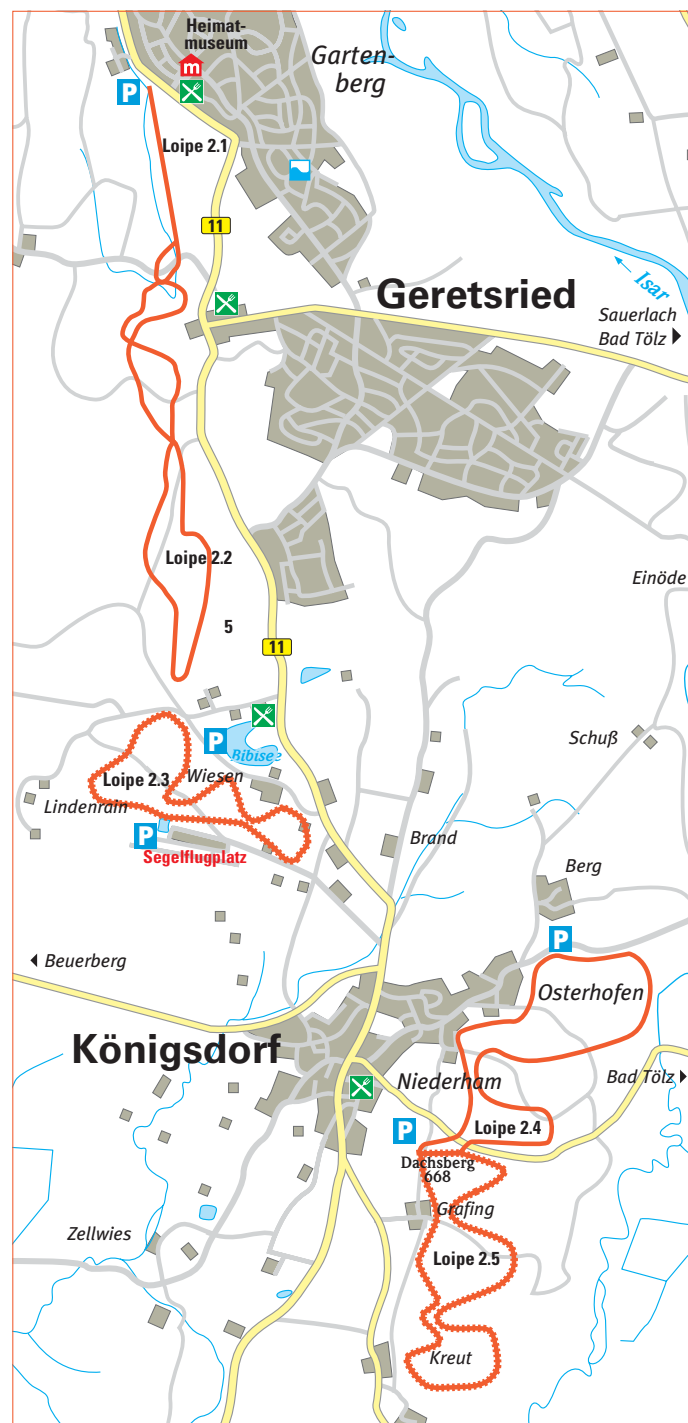 Heimat-
museum
m
Garten-
berg
P
Loipe 2.1
11
Isar
Geretsried
Sauerlach
Bad Tölz
Loipe 2.2
Einöde
5
11
P
Bibisee
Schuß
Loipe 2.3
Wiesen
Lindenrain
P
Segelflugplatz
Brand
Berg
P
Beuerberg
Osterhofen
Königsdorf
Niederham
Bad Tölz
P
Loipe 2.4
Dachsberg
668
Grafing
Zellwies
Loipe 2.5
Kreut